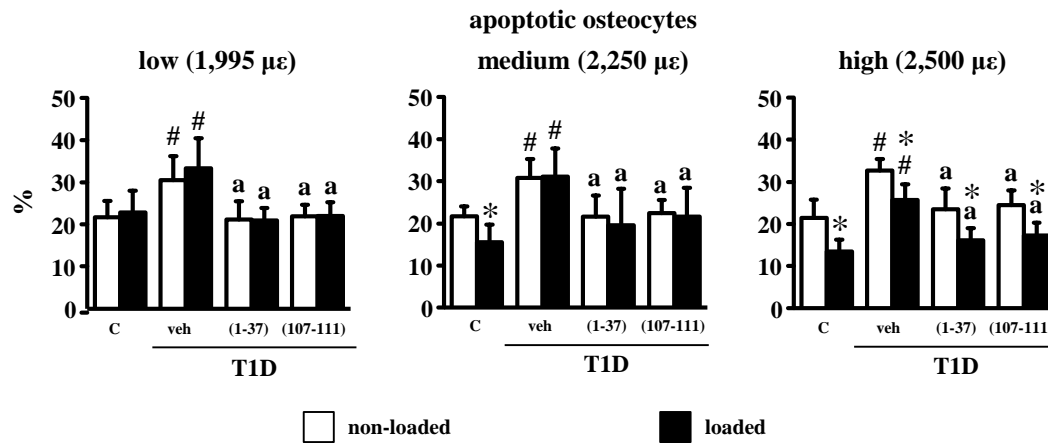 apoptotic osteocytes
low (1,995 µε)
medium (2,250 µε)
high (2,500 µε)
%
50
40
30
20
10
0
# #
a a
a a
C
veh
(1-37)
(107-111)
T1D
50
40
30
20
10
0
*
# #
a a
a a
C
veh
(1-37)
(107-111)
T1D
50
40
30
20
10
0
*
# *
#
a *
a
a *
a
C
veh
(1-37)
(107-111)
T1D
non-loaded
loaded